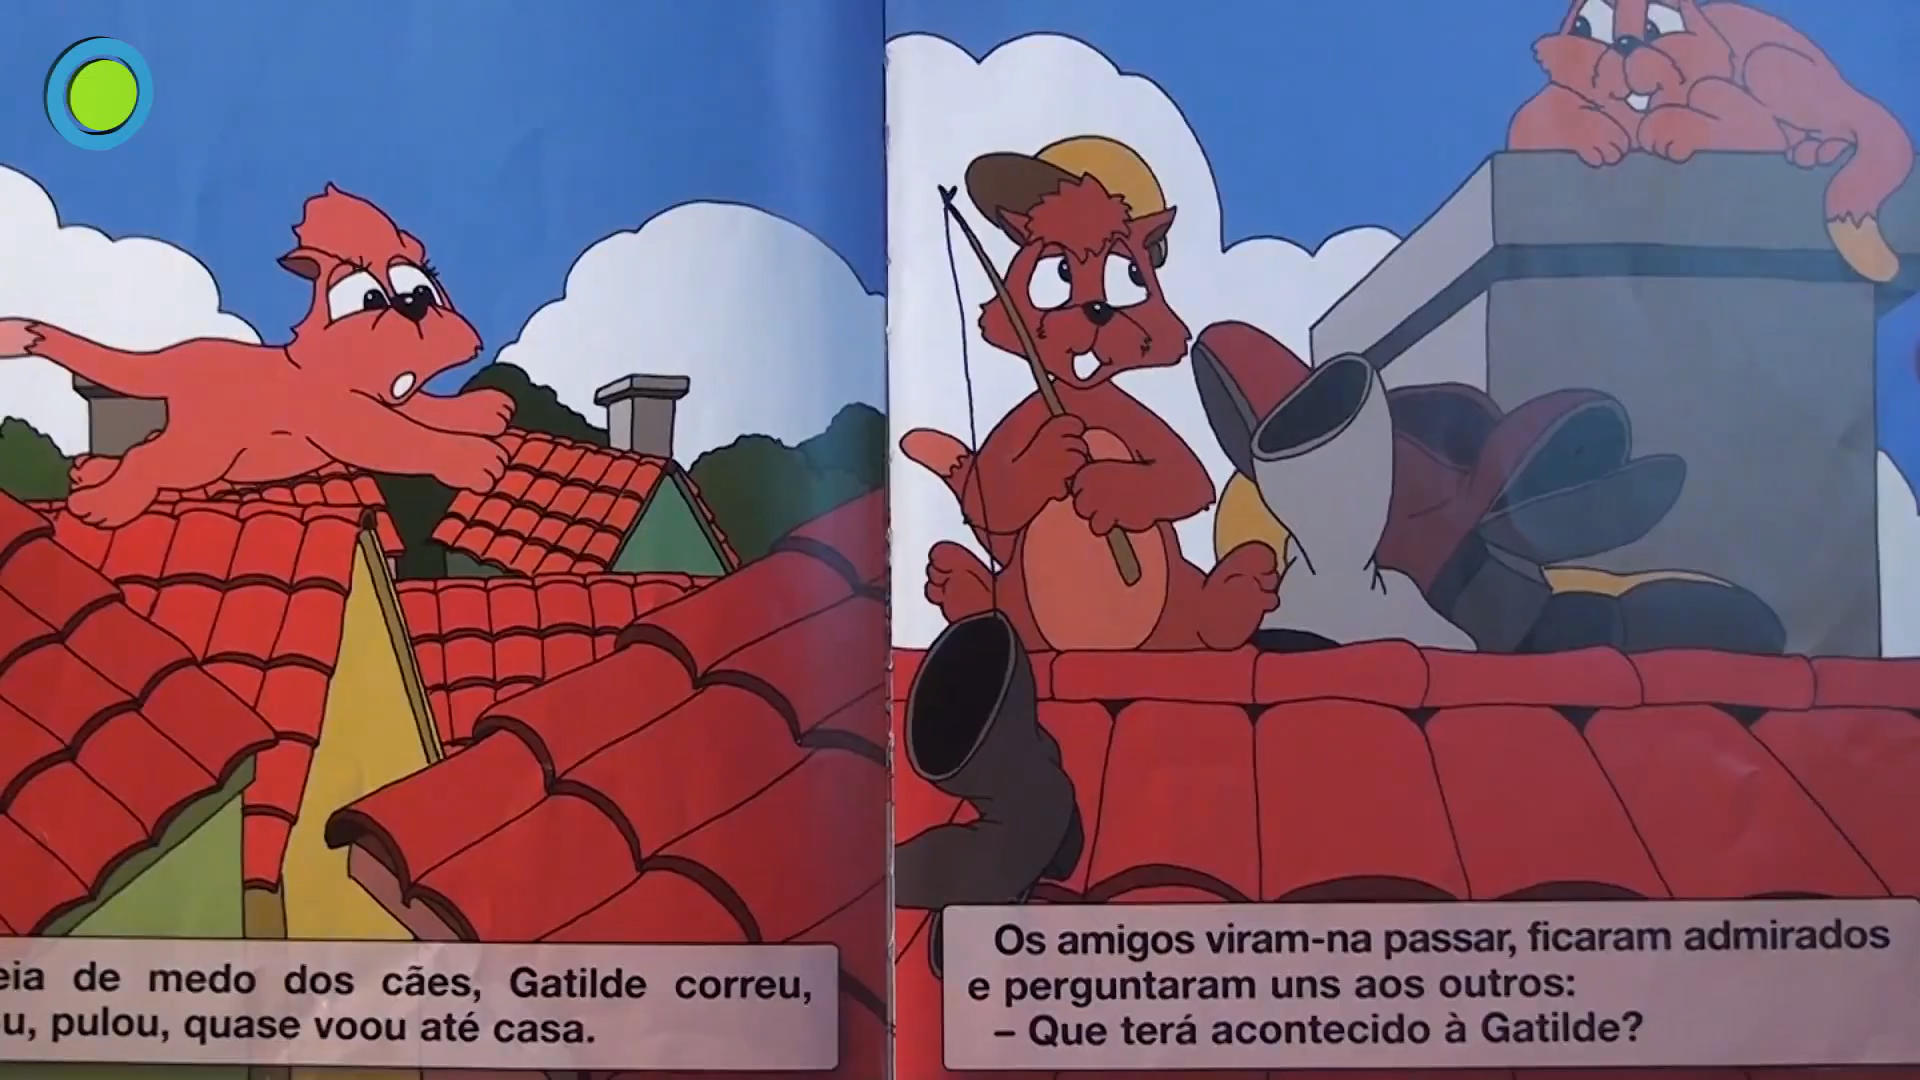 de medo dos cães, Gatilde correu,
pulou, quase voou até casa.
Os amigos viram-na passar, ficaram admirados
e perguntaram uns aos outros:
– Que terá acontecido à Gatilde?